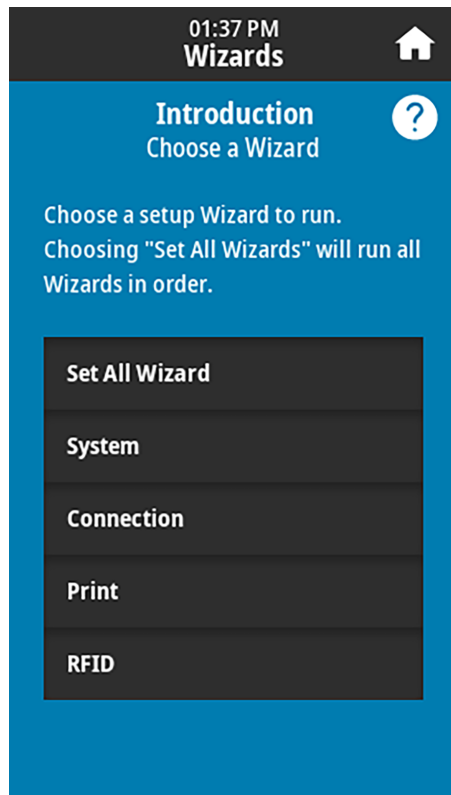 01:37 PM
Wizards
Introduction
?
Choose a Wizard
Choose a setup Wizard to run.
Choosing "Set All Wizards" will run all
Wizards in order.
Set All Wizard
System
Connection
Print
RFID